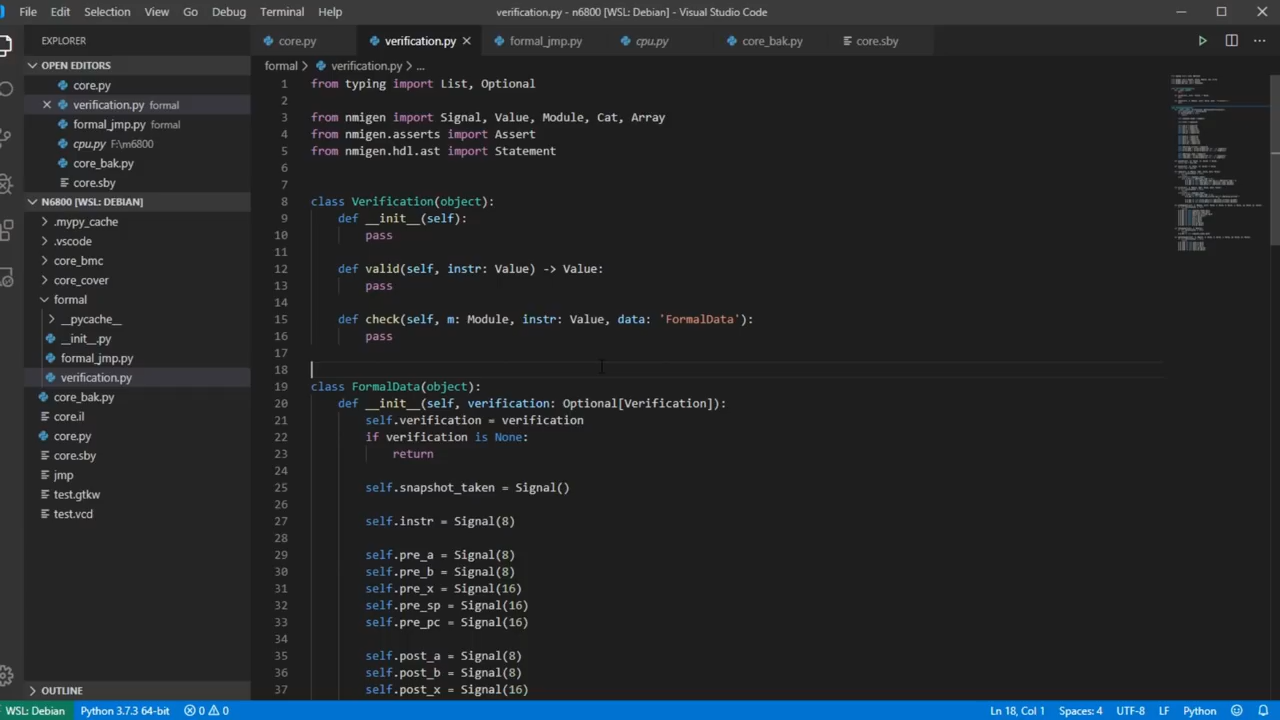 File Edit Selection View Go Debug Terminal Help
verification.py - n6800 [WSL: Debian] - Visual Studio Code
EXPLORER
core.py verification.py formal_jmp.py cpu.py core_bak.py core.sby
OPEN EDITORS
core.py
verification.py formal
formal_jmp.py formal
cpu.py F:\m6800
core_bak.py
core.sby
N6800 [WSL: DEBIAN]
.mypy_cache
.vscode
core_bmc
core_cover
formal
__pycache__
__init__.py
formal_jmp.py
verification.py
core_bak.py
core.il
core.py
core.sby
jmp
test.gtkw
test.vcd
OUTLINE
formal > verification.py > ...
1 from typing import List, Optional
2
3 from nmigen import Signal, Value, Module, Cat, Array
4 from nmigen.asserts import Assert
5 from nmigen.hdl.ast import Statement
6
7
8 class Verification(object):
9 def __init__(self):
10 pass
11
12 def valid(self, instr: Value) -> Value:
13 pass
14
15 def check(self, m: Module, instr: Value, data: 'FormalData'):
16 pass
17
18
19 class FormalData(object):
20 def __init__(self, verification: Optional[Verification]):
21 self.verification = verification
22 if verification is None:
23 return
24
25 self.snapshot_taken = Signal()
26
27 self.instr = Signal(8)
28
29 self.pre_a = Signal(8)
30 self.pre_b = Signal(8)
31 self.pre_x = Signal(16)
32 self.pre_sp = Signal(16)
33 self.pre_pc = Signal(16)
34
35 self.post_a = Signal(8)
36 self.post_b = Signal(8)
37 self.post_x = Signal(16)
WSL: Debian Python 3.7.3 64-bit 0 0 Ln 18, Col 1 Spaces: 4 UTF-8 LF Python